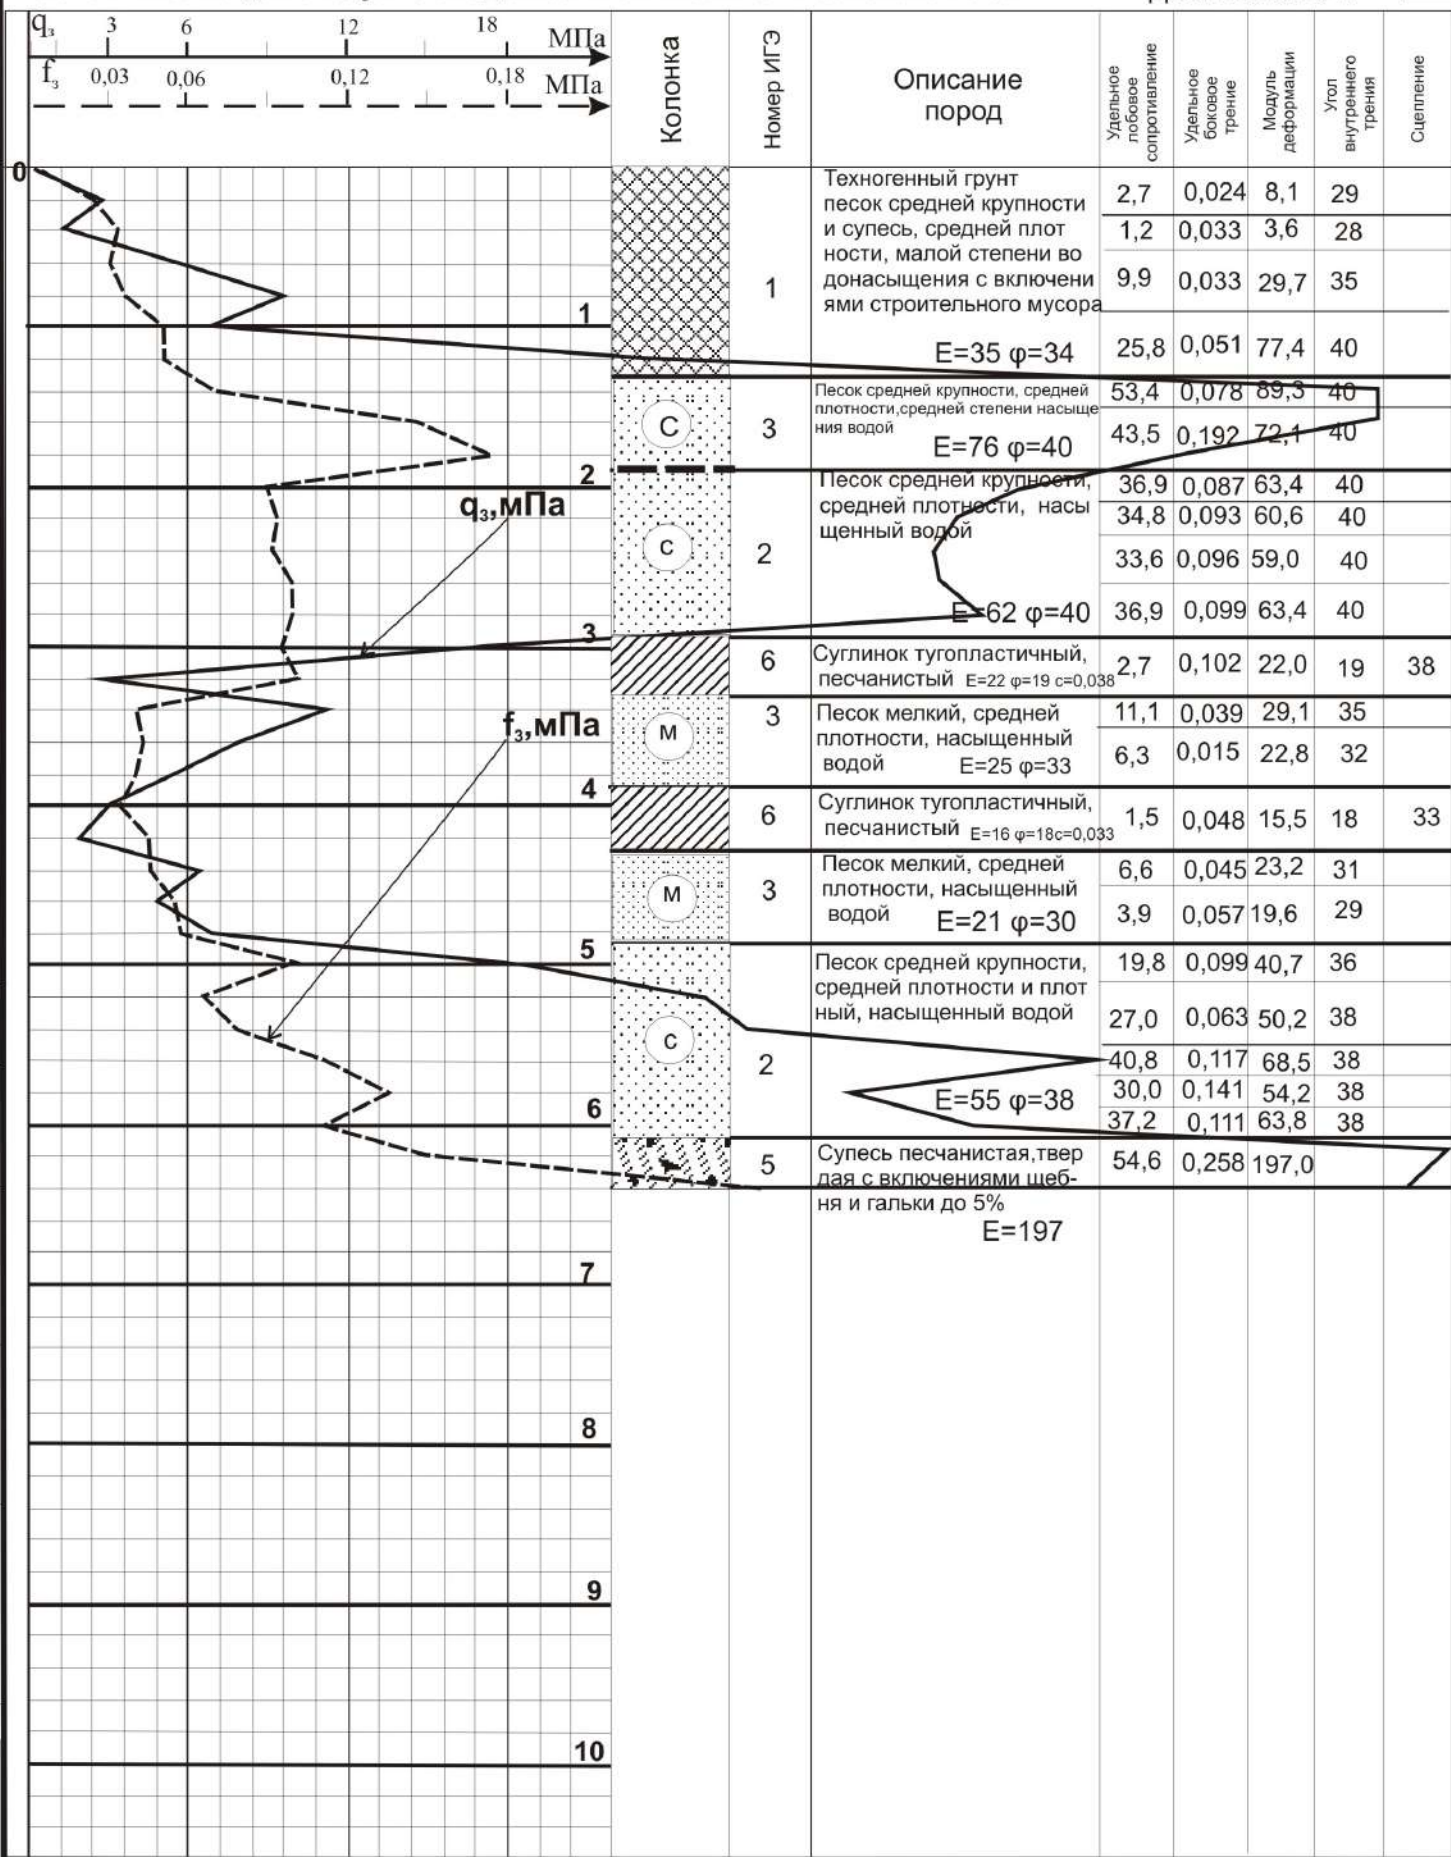 qз 3 6 12 18 МПа
fз 0,03 0,06 0,12 0,18 МПа
Колонка
Номер ИГЭ
Описание
пород
Удельное
лобовое
сопротивление
Удельное
боковое
трение
Модуль
деформации
Угол
внутреннего
трения
Сцепление
0
Техногенный грунт
песок средней крупности
и супесь, средней плот
ности, малой степени во
донасыщения с включени
ями строительного мусора
1
E=35 φ=34
2,7 0,024 8,1 29
1,2 0,033 3,6 28
9,9 0,033 29,7 35
25,8 0,051 77,4 40
1
С
3
Песок средней крупности, средней
плотности,средней степени насыще
ния водой
E=76 φ=40
53,4 0,078 89,3 40
43,5 0,192 72,1 40
2
qз,мПа
с
2
Песок средней крупности,
средней плотности, насы
щенный водой
E=62 φ=40
36,9 0,087 63,4 40
34,8 0,093 60,6 40
33,6 0,096 59,0 40
36,9 0,099 63,4 40
3
6
Суглинок тугопластичный,
песчанистый E=22 φ=19 c=0,038
2,7 0,102 22,0 19 38
fз,мПа
м
3
Песок мелкий, средней
плотности, насыщенный
водой E=25 φ=33
11,1 0,039 29,1 35
6,3 0,015 22,8 32
4
6
Суглинок тугопластичный,
песчанистый E=16 φ=18c=0,033
1,5 0,048 15,5 18 33
м
3
Песок мелкий, средней
плотности, насыщенный
водой E=21 φ=30
6,6 0,045 23,2 31
3,9 0,057 19,6 29
5
с
2
Песок средней крупности,
средней плотности и плот
ный, насыщенный водой
E=55 φ=38
19,8 0,099 40,7 36
27,0 0,063 50,2 38
40,8 0,117 68,5 38
30,0 0,141 54,2 38
37,2 0,111 63,8 38
6
5
Супесь песчанистая,твер
дая с включениями щеб-
ня и гальки до 5%
E=197
54,6 0,258 197,0
7
8
9
10